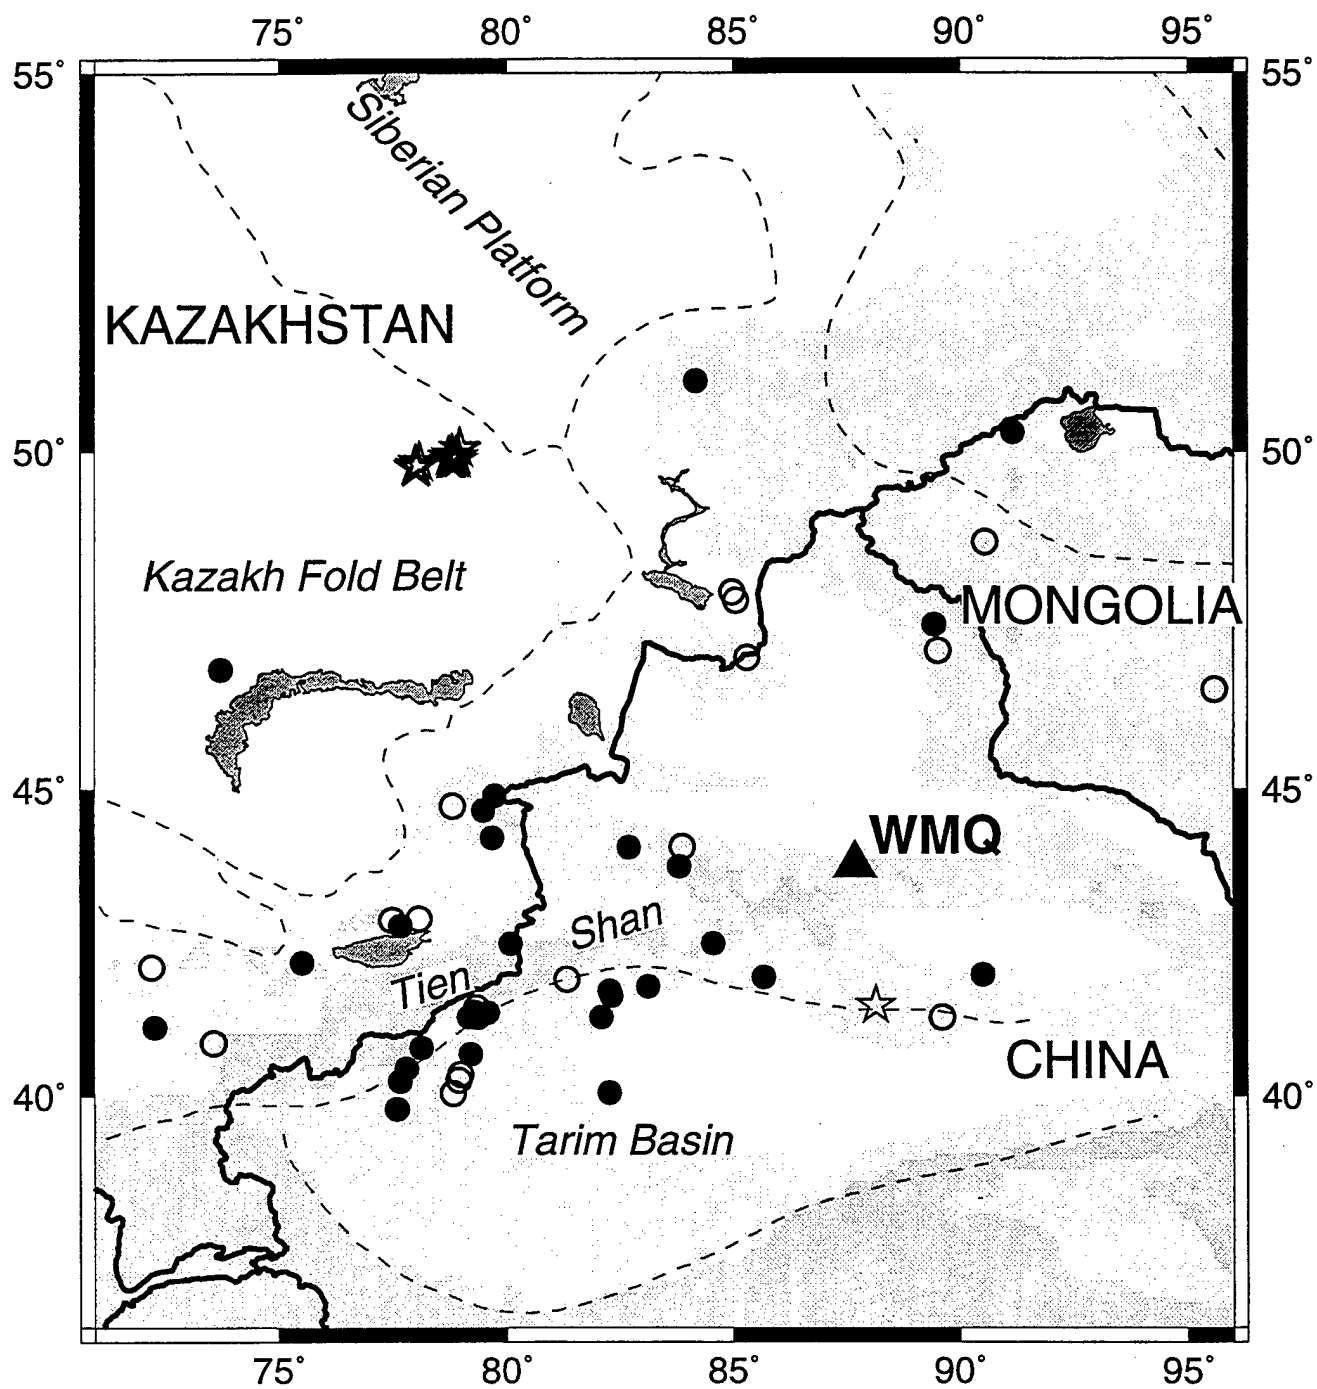 75° 80° 85° 90° 95°
55° 55°
Siberian Platform
KAZAKHSTAN
50° 50°
Kazakh Fold Belt
MONGOLIA
45° 45°
WMQ
Shan
Tien
CHINA
40° 40°
Tarim Basin
75° 80° 85° 90° 95°